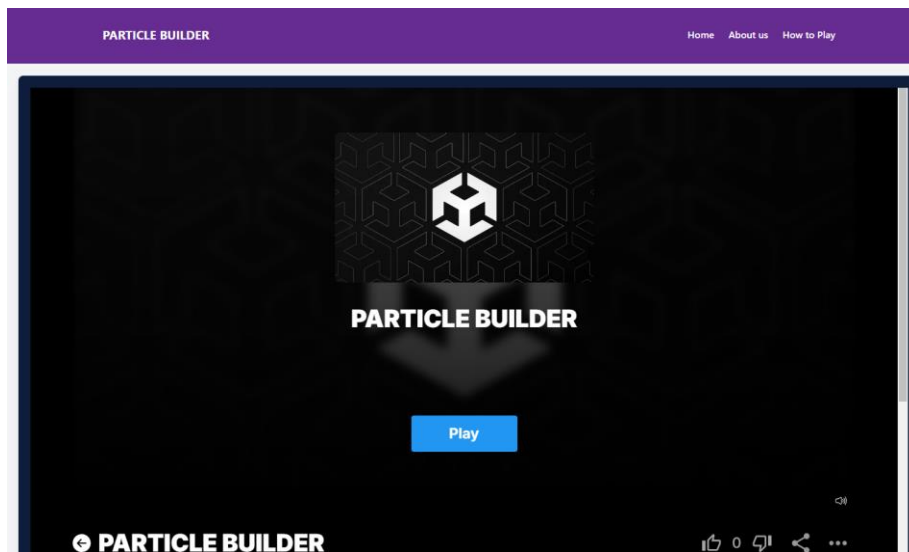 PARTICLE BUILDER
Home About us How to Play
PARTICLE BUILDER
Play
PARTICLE BUILDER
0